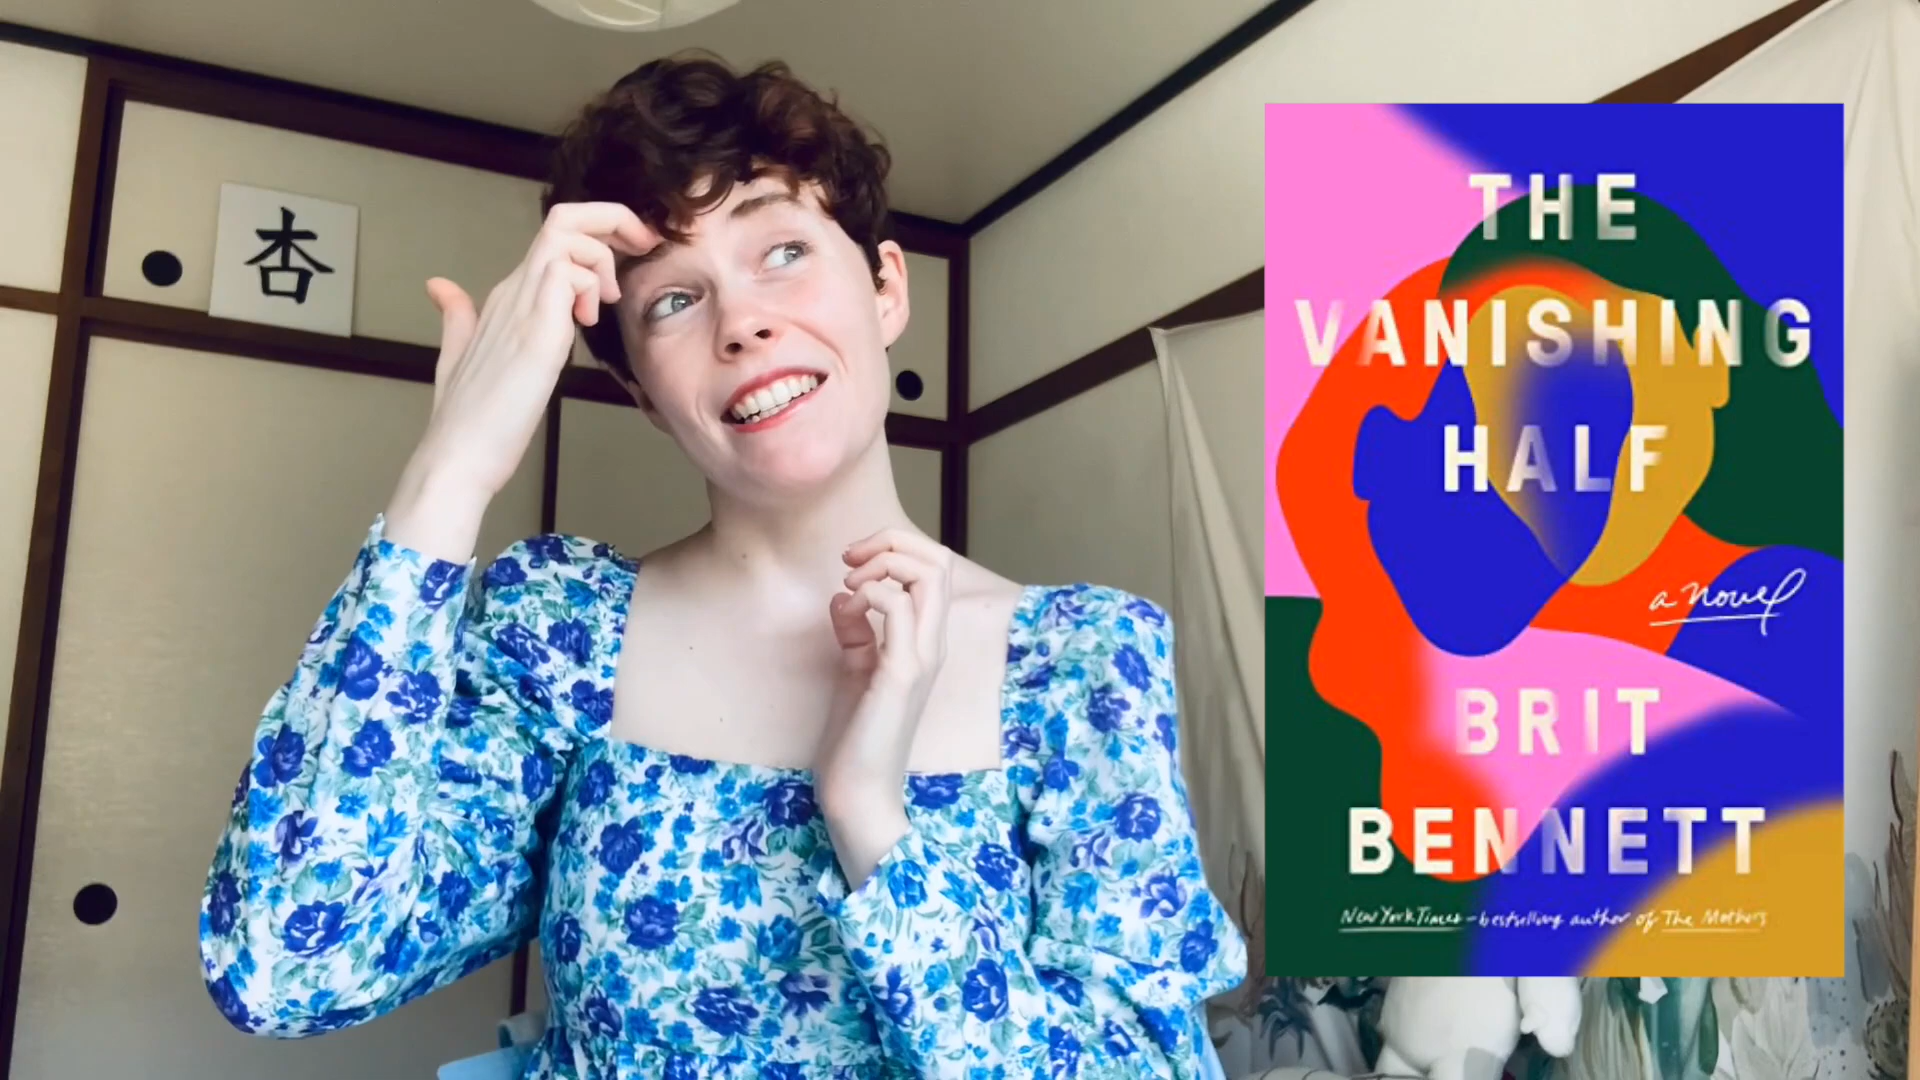 杏
THE
VANISHING
HALF
a novel
BRIT
BENNETT
New York Times-bestselling author of The Mothers